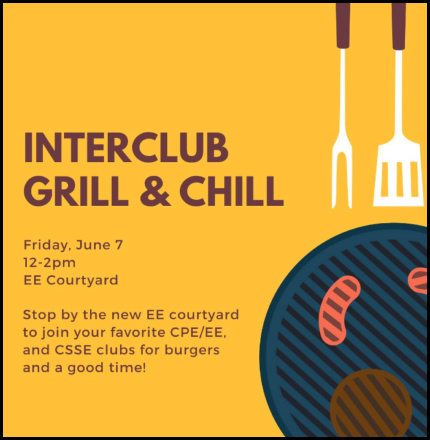 INTERCLUB
GRILL & CHILL
Friday, June 7
12-2pm
EE Courtyard
Stop by the new EE courtyard
to join your favorite CPE/EE,
and CSSE clubs for burgers
and a good time!